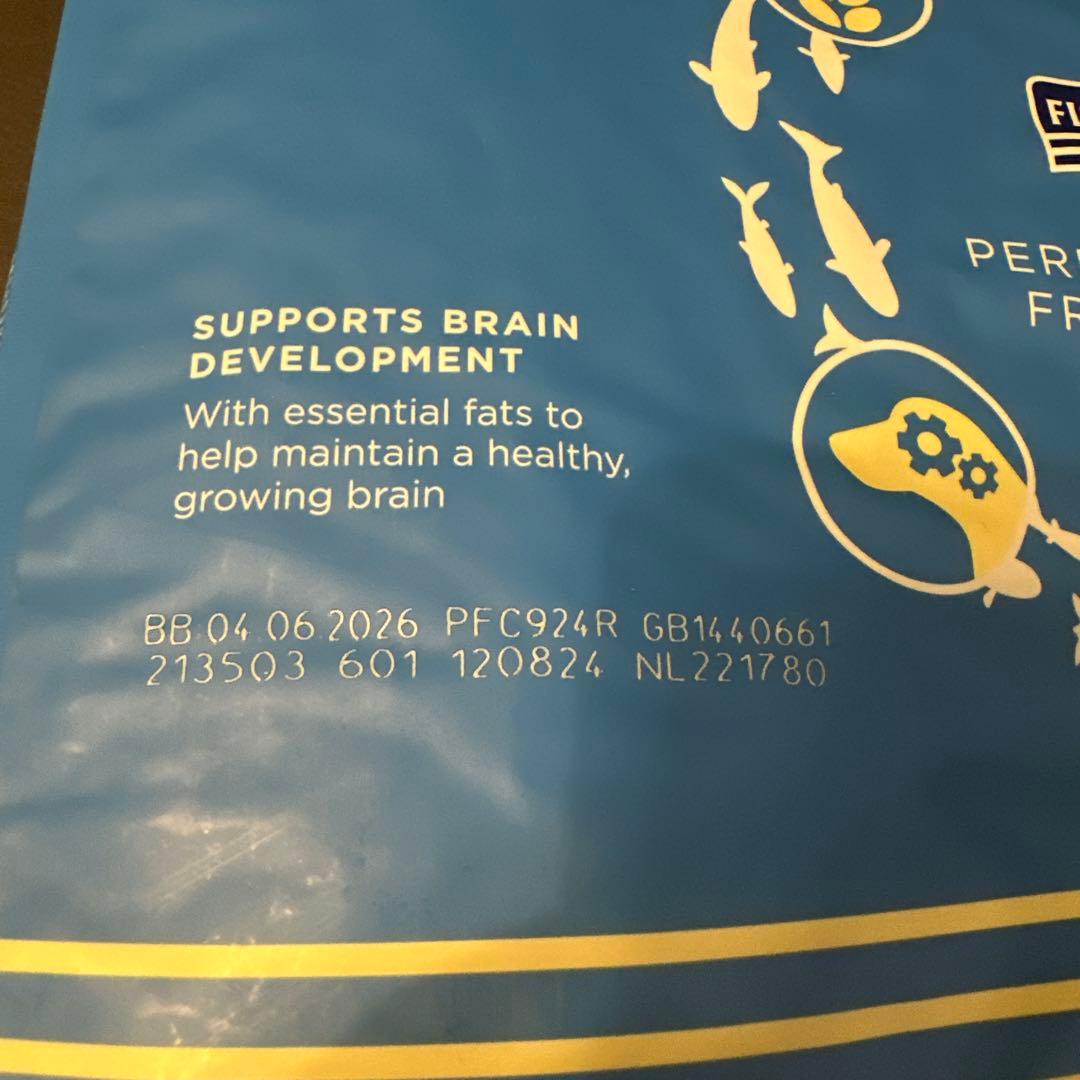 SUPPORTS BRAIN
DEVELOPMENT
With essential fats to
help maintain a healthy,
growing brain
BB 04 06 2026 PFC924R GB1440661
213503 601 120824 NL221780